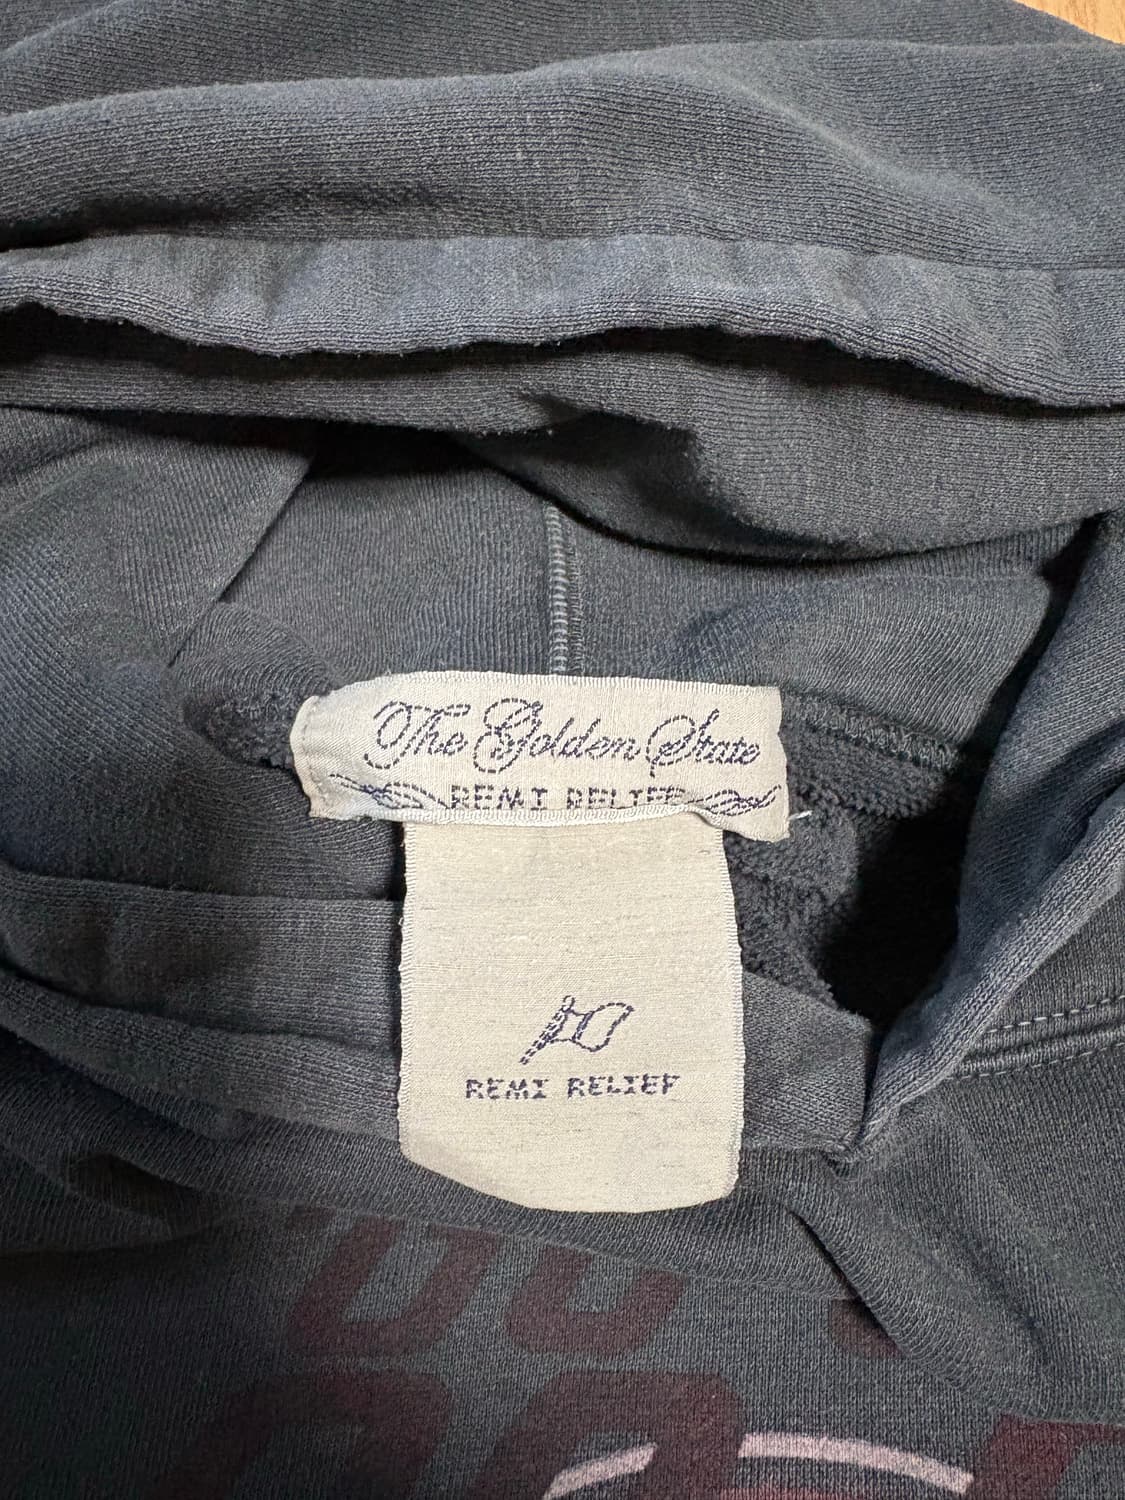 The Golden State
REMI RELIEF
REMI RELIEF